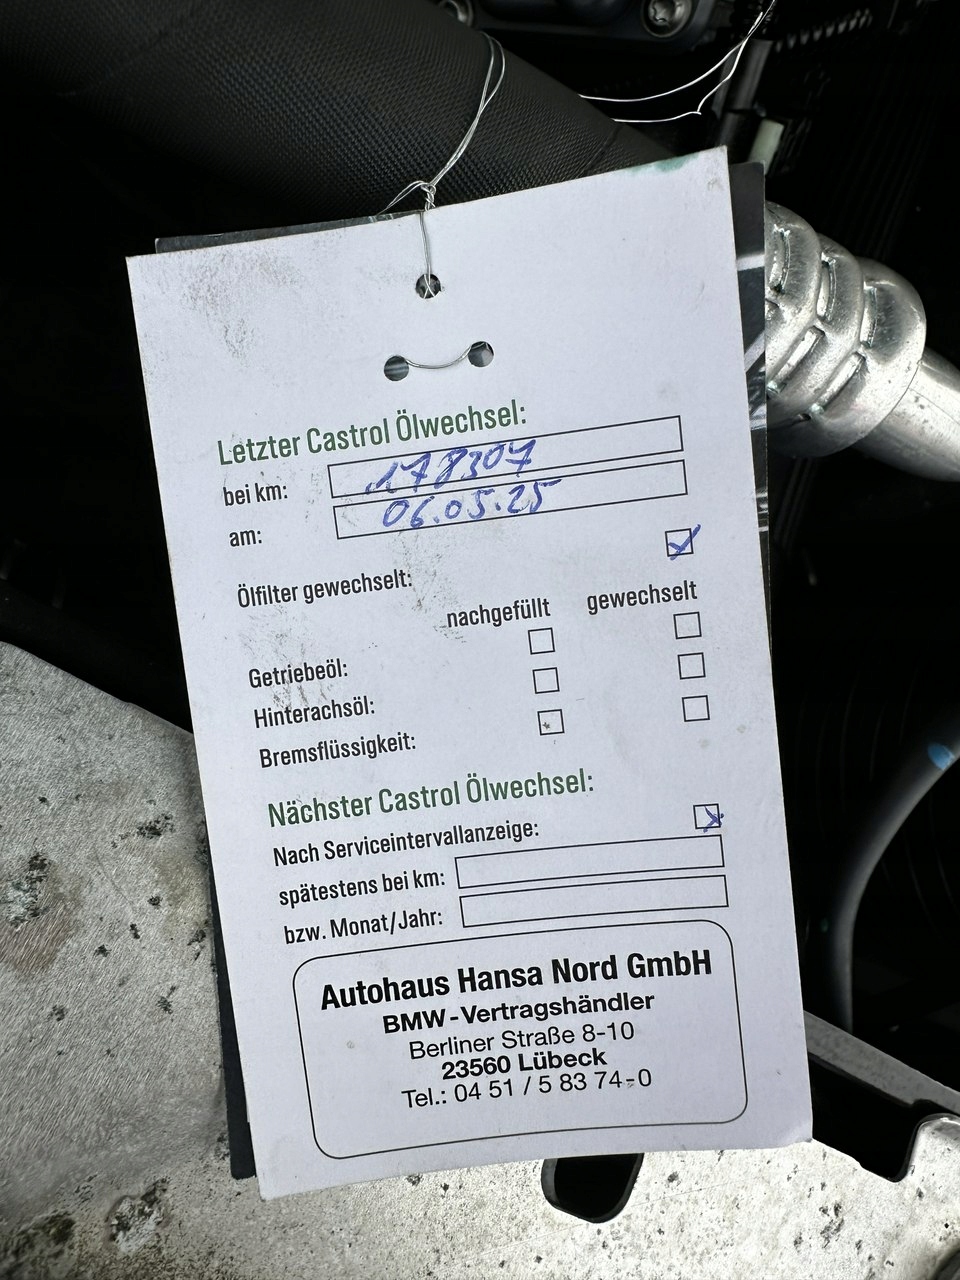 Letzter Castrol Ölwechsel:
bei km: 178307
am: 06.05.25
Ölfilter gewechselt:
nachgefüllt gewechselt
Getriebeöl:
Hinterachsöl:
Bremsflüssigkeit:
Nächster Castrol Ölwechsel:
Nach Serviceintervallanzeige:
spätestens bei km:
bzw. Monat/Jahr:
Autohaus Hansa Nord GmbH
BMW-Vertragshändler
Berliner Straße 8-10
23560 Lübeck
Tel.: 04 51 / 5 83 74-0